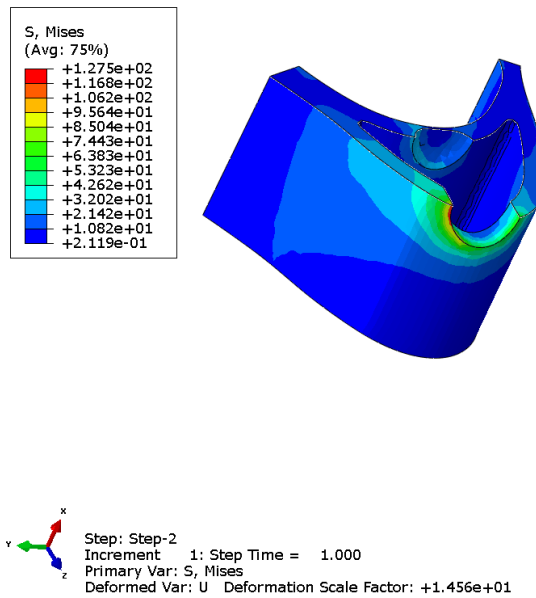 S, Mises
(Avg: 75%)
+1.275e+02
+1.168e+02
+1.062e+02
+9.564e+01
+8.504e+01
+7.443e+01
+6.383e+01
+5.323e+01
+4.262e+01
+3.202e+01
+2.142e+01
+1.082e+01
+2.119e-01
X
Y
Z
Step: Step-2
Increment 1: Step Time = 1.000
Primary Var: S, Mises
Deformed Var: U Deformation Scale Factor: +1.456e+01